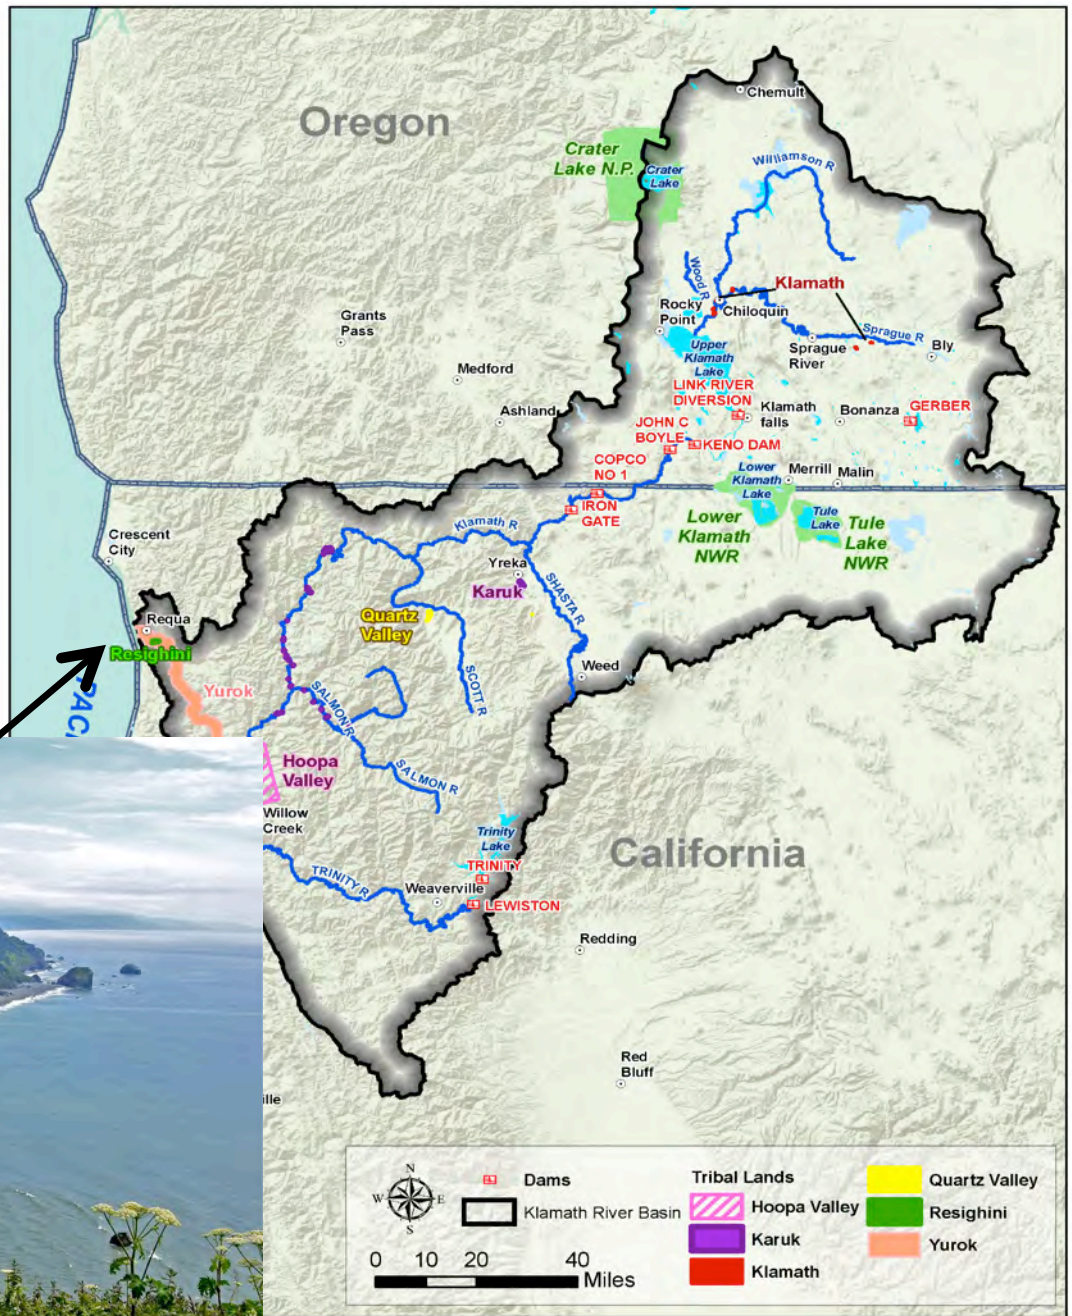 Oregon
Chemult
Crater
Lake N.P.
Crater
Lake
Williamson R
Wood R
Klamath
Rocky
Point
Chiloquin
Sprague R
Sprague
River
Bly
Upper
Klamath
Lake
Grants
Pass
Medford
Ashland
LINK RIVER
DIVERSION
Klamath
falls
Bonanza
GERBER
JOHN C
BOYLE
KENO DAM
COPCO
NO 1
IRON
GATE
Lower
Klamath
Lake
Merrill
Malin
Tule
Lake
Lower
Klamath
NWR
Tule
Lake
NWR
Crescent
City
Klamath R
Yreka
Karuk
SHASTA R
Quartz
Valley
SCOTT R
Requa
Resighini
Yurok
Weed
SALMON R
SALMON R
Hoopa
Valley
Willow
Creek
Trinity
Lake
TRINITY
TRINITY R
Weaverville
LEWISTON
California
Redding
Red
Bluff
PAC
ille
N
W E
S
Dams
Klamath River Basin
0 10 20 40
Miles
Tribal Lands
Hoopa Valley
Karuk
Klamath
Quartz Valley
Resighini
Yurok